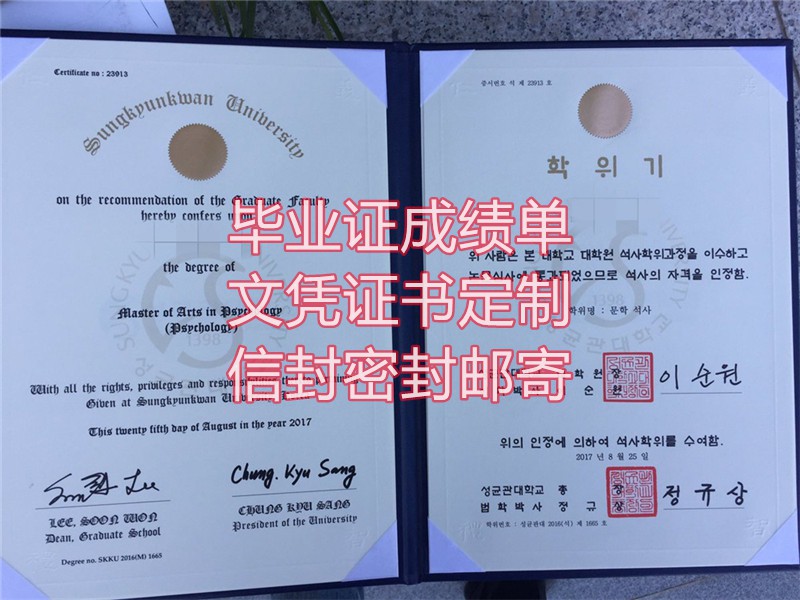 Certificate no : 23913
Sungkyunkwan University
on the recommendation of the Graduate Faculty
hereby confers upon
the degree of
Master of Arts in Psychology
(Psychology)
With all the rights, privileges and
Given at Sungkyunkwan
This twenty fifth day of August in the year 2017
LEE, SOON WON
Dean, Graduate School
Chung. Kyu Sang
CHUNG KYU SANG
President of the University
Degree no. SKKU 2016(M) 1665
증서번호 석 제 23913 호
학 위 기
위 사람은 본 대학교 대학원 석사학위과정을 이수하고
석사의 자격을 인정함.
학위명 : 문학 석사
이 순 원
위의 인정에 의하여 석사학위를 수여함.
2017 년 8 월 25 일
성균관대학교 총 장
법학박사 정 규 상
정 규 상
학위번호 : 성균관대 2016(석) 제 1665 호
毕业证成绩单
文凭证书定制
信封密封邮寄